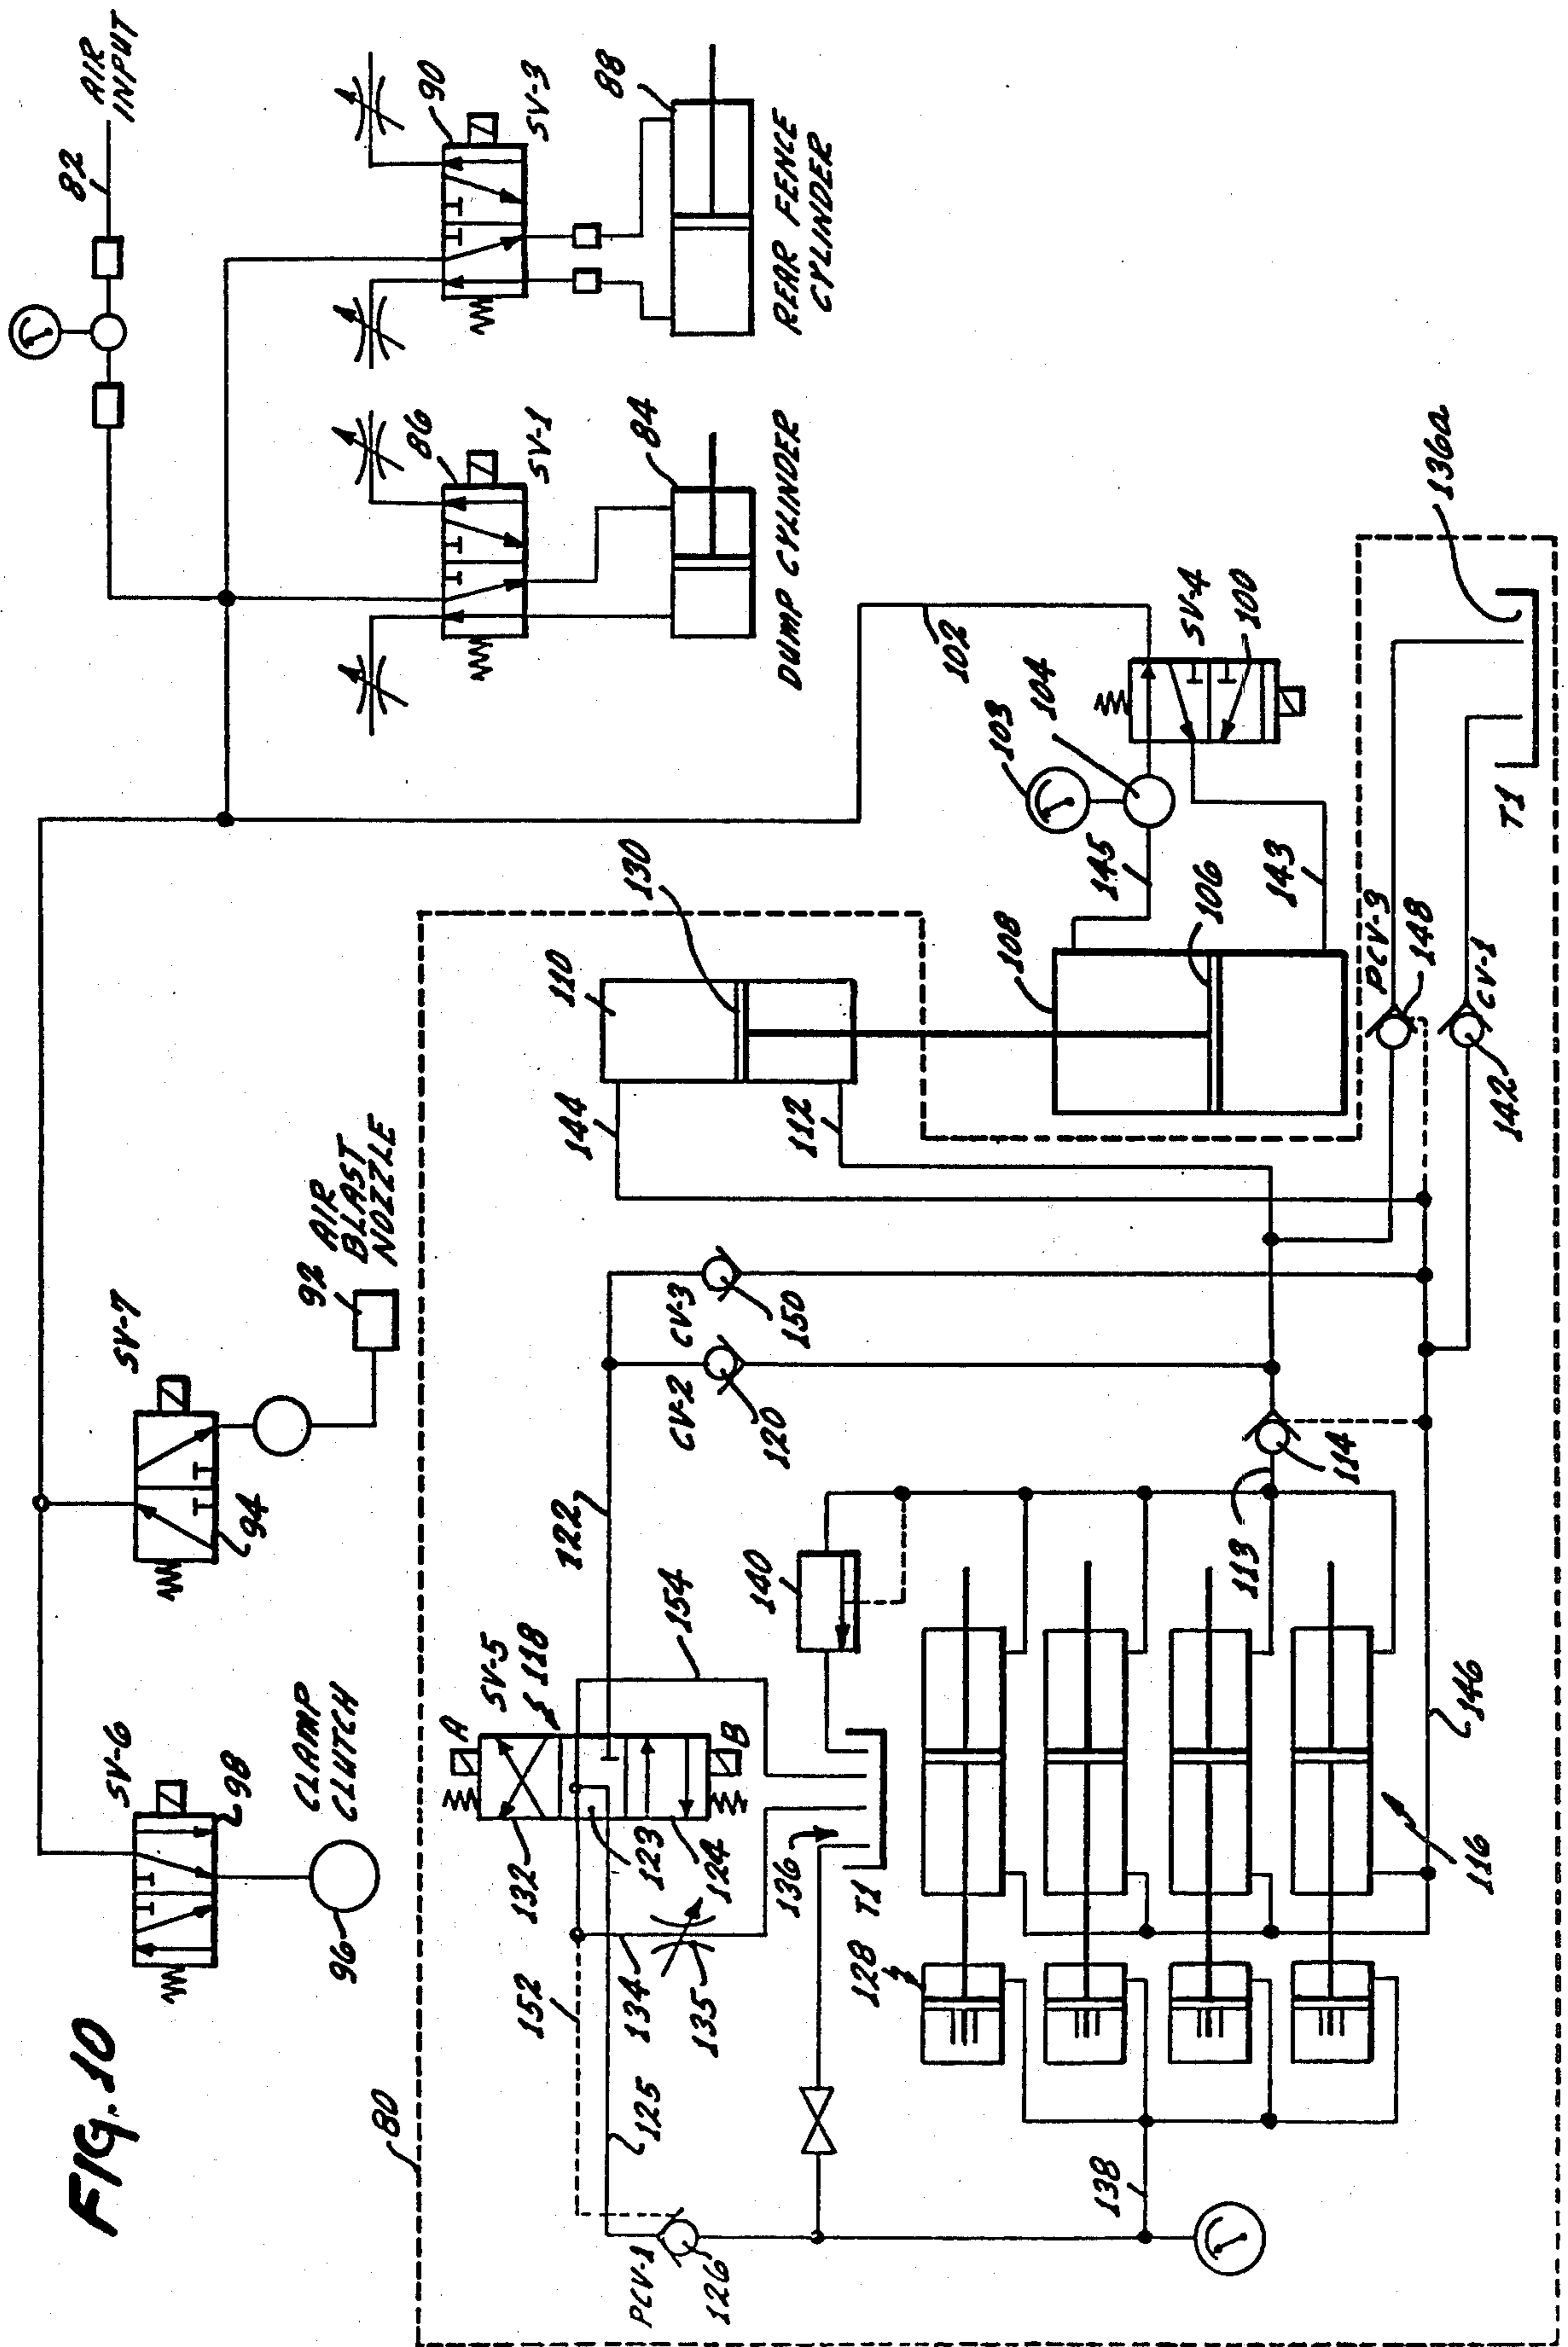 FIG. 10
80
SV-6
98
CLAMP
CLUTCH
96
SV-7
94
92
AIR
BLAST
NOZZLE
82
AIR
INPUT
86
SV-1
84
DUMP CYLINDER
90
SV-3
88
REAR FENCE
CYLINDER
102
103
104
SV-4
100
145
106
143
108
130
110
144
112
PCV-3
148
CV-1
142
T1
136a
CV-3
150
CV-2
120
122
154
SV-5
118
A
B
132
123
124
152
134
135
125
PCV-1
126
136
T1
140
128
113
114
146
116
138